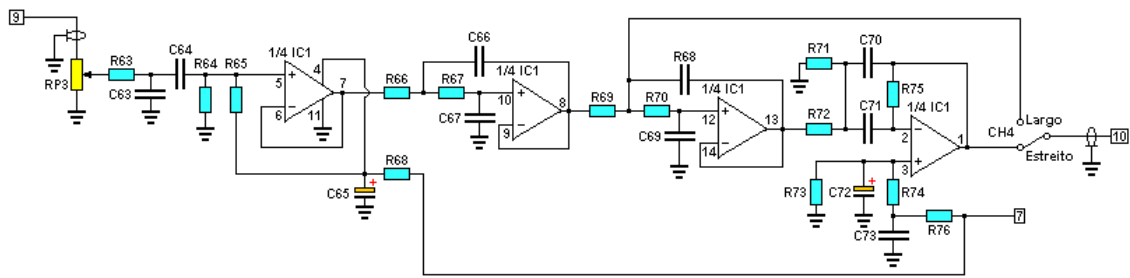 9
RP3
R63
C63
C64
R64
R65
1/4 IC1
5
+
6
−
4
7
11
C65
+
R68
R66
R67
C66
C67
1/4 IC1
10
+
9
−
8
R69
R68
R70
C69
1/4 IC1
12
+
14
−
13
R71
R72
C70
C71
R75
1/4 IC1
2
−
3
+
1
R73
C72
+
R74
C73
R76
7
CH4
Largo
Estreito
10